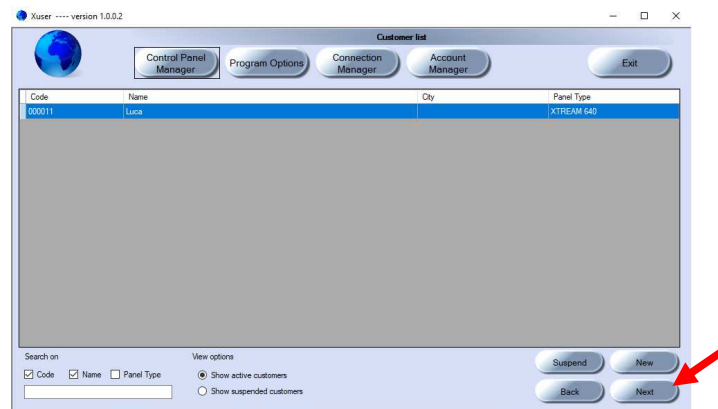 Xuser ---- version 1.0.0.2
Customer list
Control Panel
Manager
Program Options
Connection
Manager
Account
Manager
Exit
Code Name City Panel Type
000011 Luca XTREAM 640
Search on View options
Code Name Panel Type Show active customers
Show suspended customers
Suspend New
Back Next